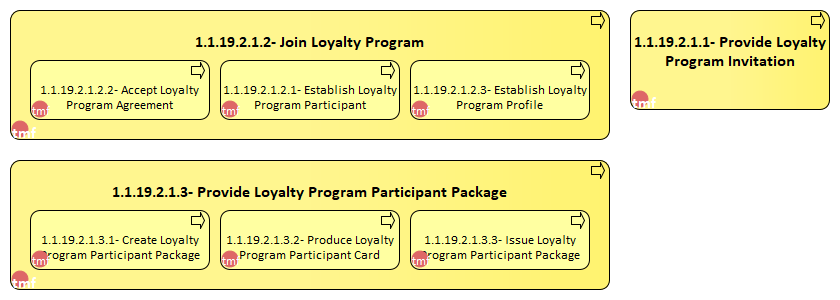 1.1.19.2.1.2- Join Loyalty Program
1.1.19.2.1.2.2- Accept Loyalty
Program Agreement
tmf
1.1.19.2.1.2.1- Establish Loyalty
Program Participant
tmf
1.1.19.2.1.2.3- Establish Loyalty
Program Profile
tmf
tmf
1.1.19.2.1.1- Provide Loyalty
Program Invitation
tmf
1.1.19.2.1.3- Provide Loyalty Program Participant Package
1.1.19.2.1.3.1- Create Loyalty
Program Participant Package
tmf
1.1.19.2.1.3.2- Produce Loyalty
Program Participant Card
tmf
1.1.19.2.1.3.3- Issue Loyalty
Program Participant Package
tmf
tmf